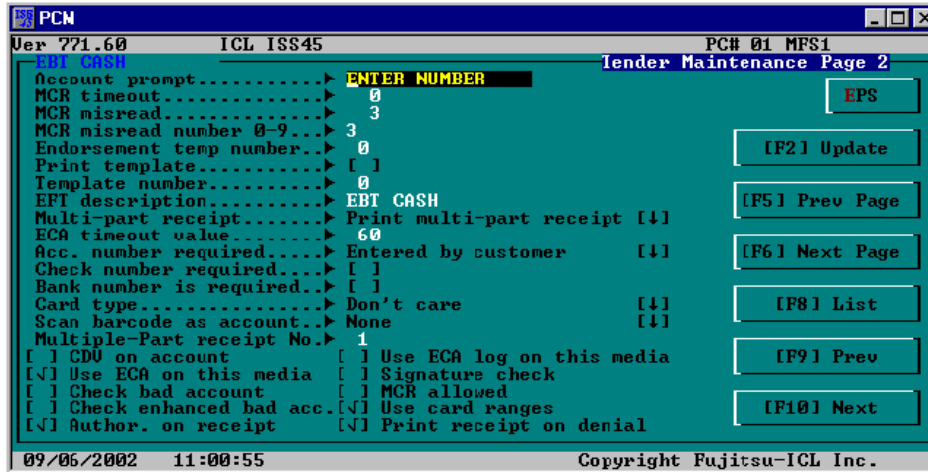 PCN
Ver 771.60 ICL ISS45 PC# 01 MFS1
EBT CASH Tender Maintenance Page 2
Account prompt...........► ENTER NUMBER
MCR timeout..............► 0
MCR misread..............► 3
MCR misread number 0-9...► 3
Endorsement temp number..► 0
Print template...........► [ ]
Template number..........► 0
EFT description..........► EBT CASH
Multi-part receipt.......► Print multi-part receipt [↓]
ECA timeout value........► 60
Acc. number required.....► Entered by customer [↓]
Check number required....► [ ]
Bank number is required..► [ ]
Card type................► Don't care [↓]
Scan barcode as account..► None [↓]
Multiple-Part receipt No.► 1
[ ] CDV on account [ ] Use ECA log on this media
[√] Use ECA on this media [ ] Signature check
[ ] Check bad account [ ] MCR allowed
[ ] Check enhanced bad acc. [√] Use card ranges
[√] Author. on receipt [√] Print receipt on denial
EPS
[F2] Update
[F5] Prev Page
[F6] Next Page
[F8] List
[F9] Prev
[F10] Next
09/06/2002 11:00:55 Copyright Fujitsu-ICL Inc.